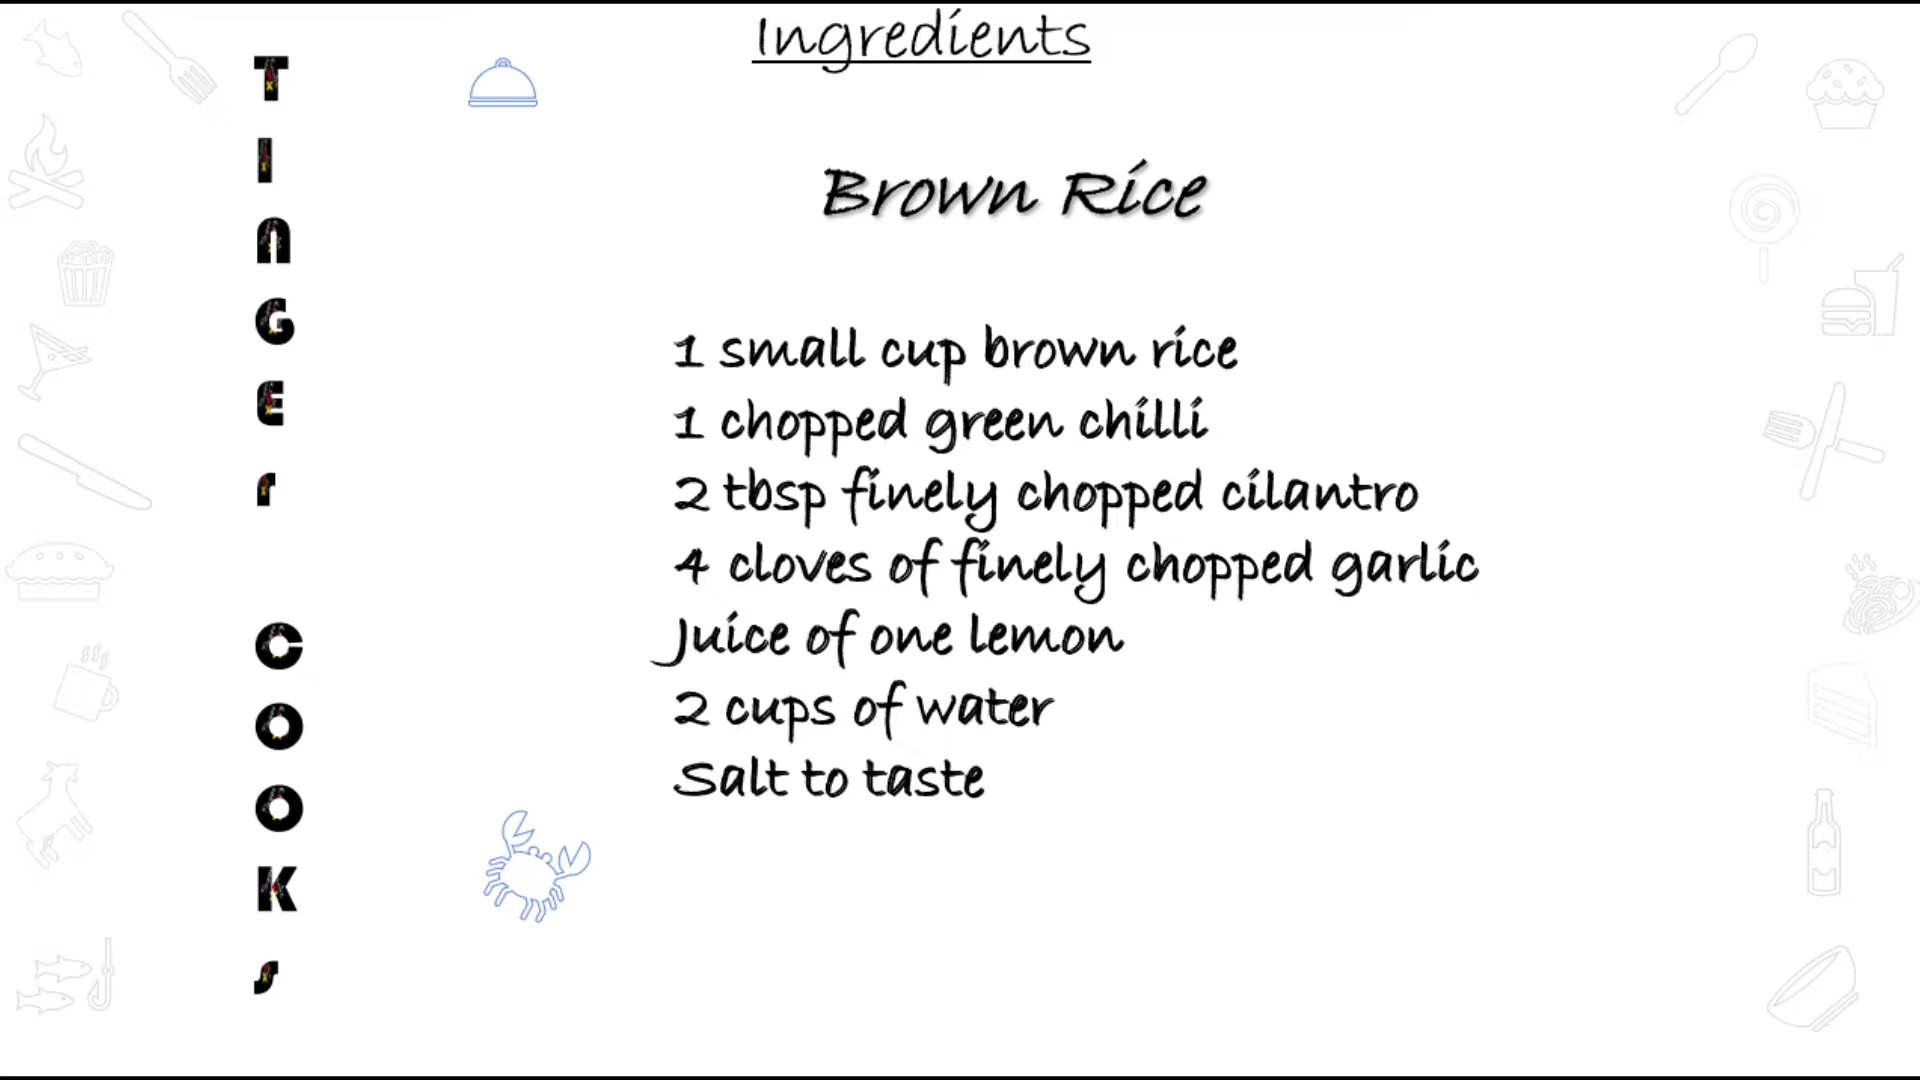 Ingredients
TINGEr COOKs
Brown Rice
1 small cup brown rice
1 chopped green chilli
2 tbsp finely chopped cilantro
4 cloves of finely chopped garlic
Juice of one lemon
2 cups of water
Salt to taste